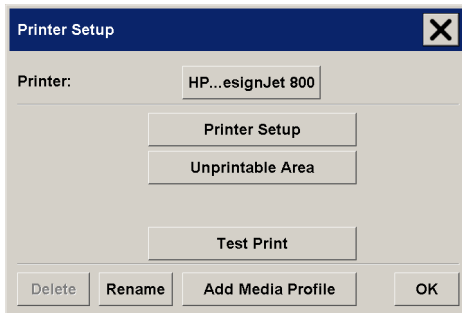 Printer Setup
Printer: HP...esignJet 800
Printer Setup
Unprintable Area
Test Print
Delete Rename Add Media Profile OK